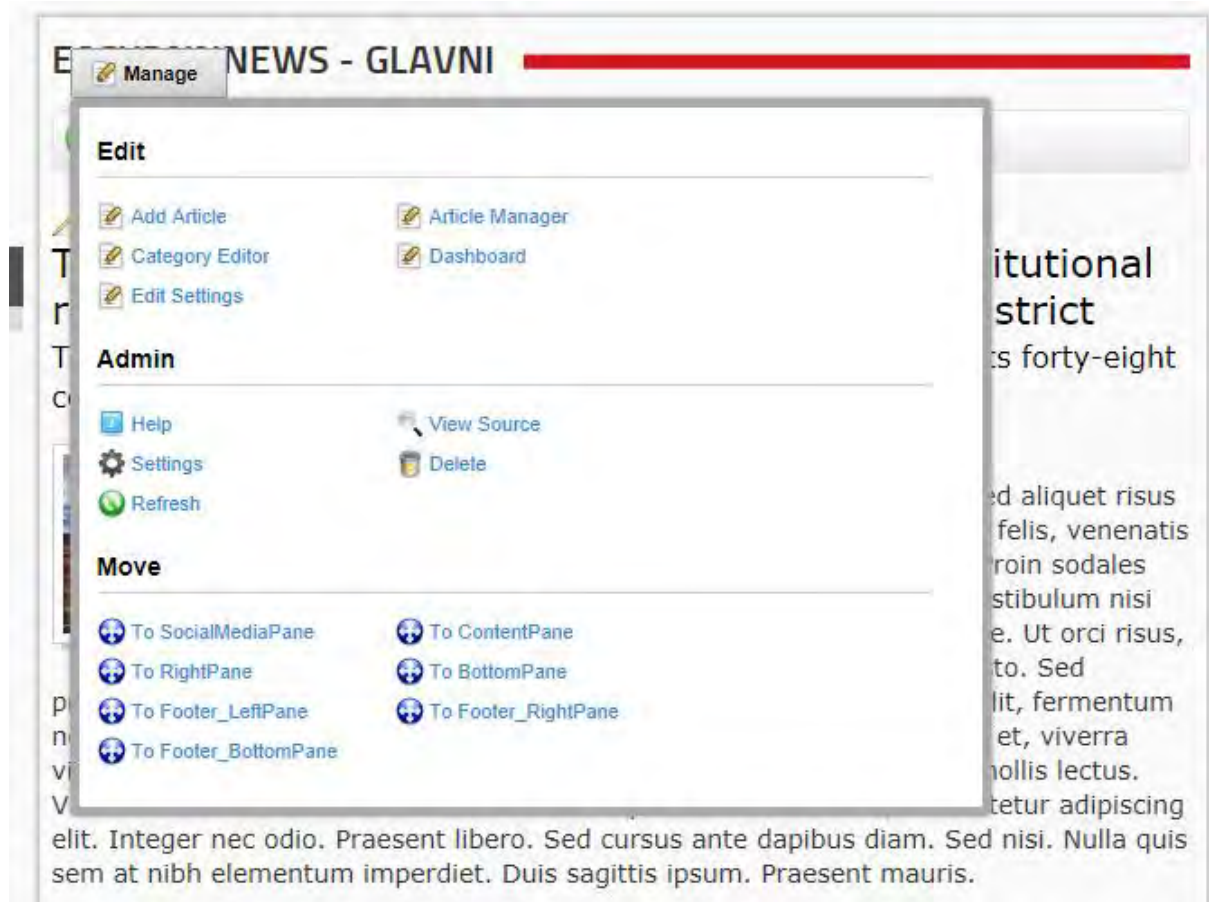 NEWS - GLAVNI
Manage
Edit
Add Article Article Manager
Category Editor Dashboard
Edit Settings
itutional
strict
Admin
forty-eight
Help View Source
Settings Delete
Refresh
ed aliquet risus
felis, venenatis
Move
roin sodales
stibulum nisi
To SocialMediaPane To ContentPane
e. Ut orci risus,
To RightPane To BottomPane
to. Sed
To Footer_LeftPane To Footer_RightPane
lit, fermentum
To Footer_BottomPane
et, viverra
nollis lectus.
tetur adipiscing
elit. Integer nec odio. Praesent libero. Sed cursus ante dapibus diam. Sed nisi. Nulla quis
sem at nibh elementum imperdiet. Duis sagittis ipsum. Praesent mauris.